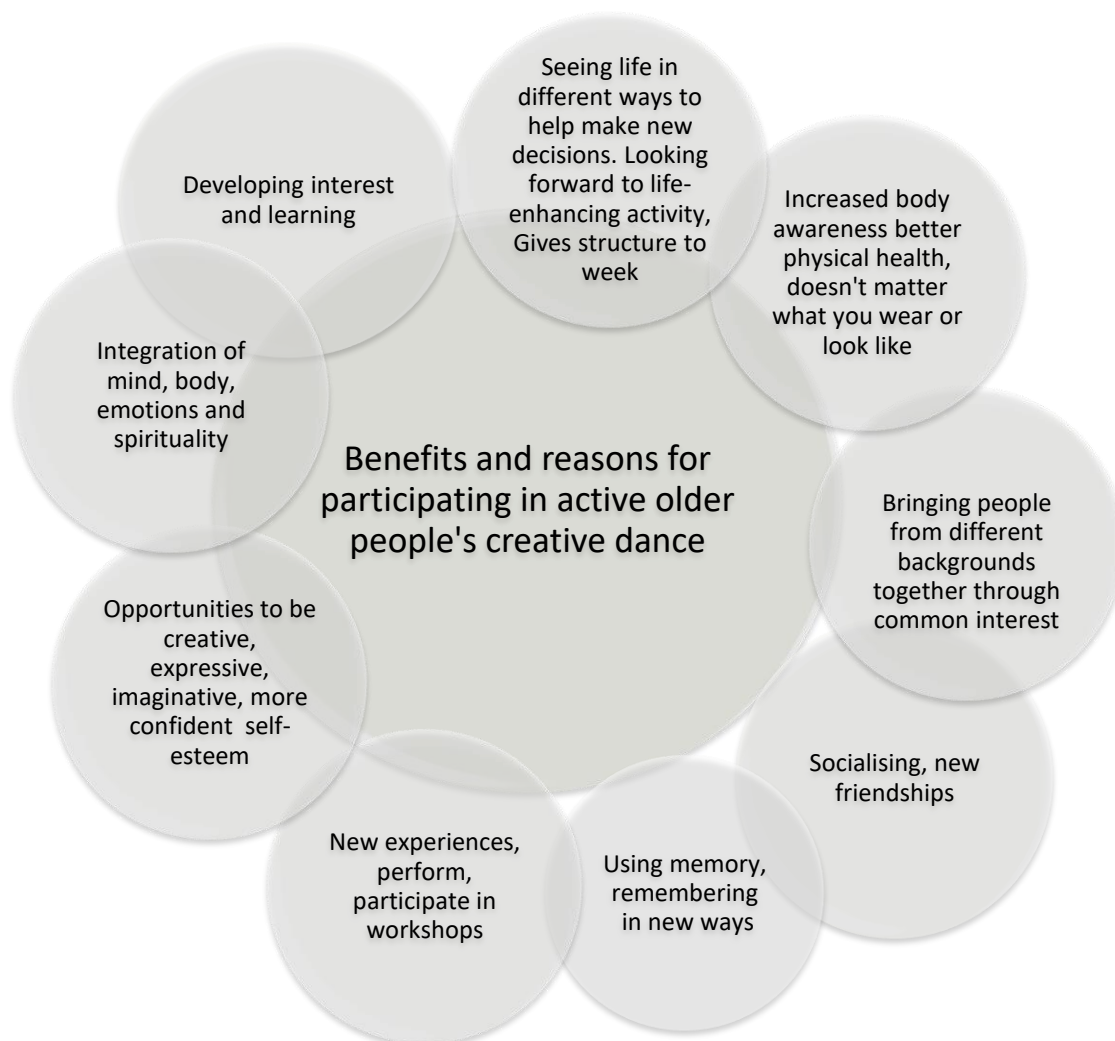 Seeing life in
different ways to
help make new
decisions. Looking
forward to life-
enhancing activity,
Gives structure to
week
Increased body
awareness better
physical health,
doesn't matter
what you wear or
look like
Bringing people
from different
backgrounds
together through
common interest
Socialising, new
friendships
Using memory,
remembering
in new ways
New experiences,
perform,
participate in
workshops
Opportunities to be
creative,
expressive,
imaginative, more
confident  self-
esteem
Integration of
mind, body,
emotions and
spirituality
Developing interest
and learning
Benefits and reasons for
participating in active older
people's creative dance